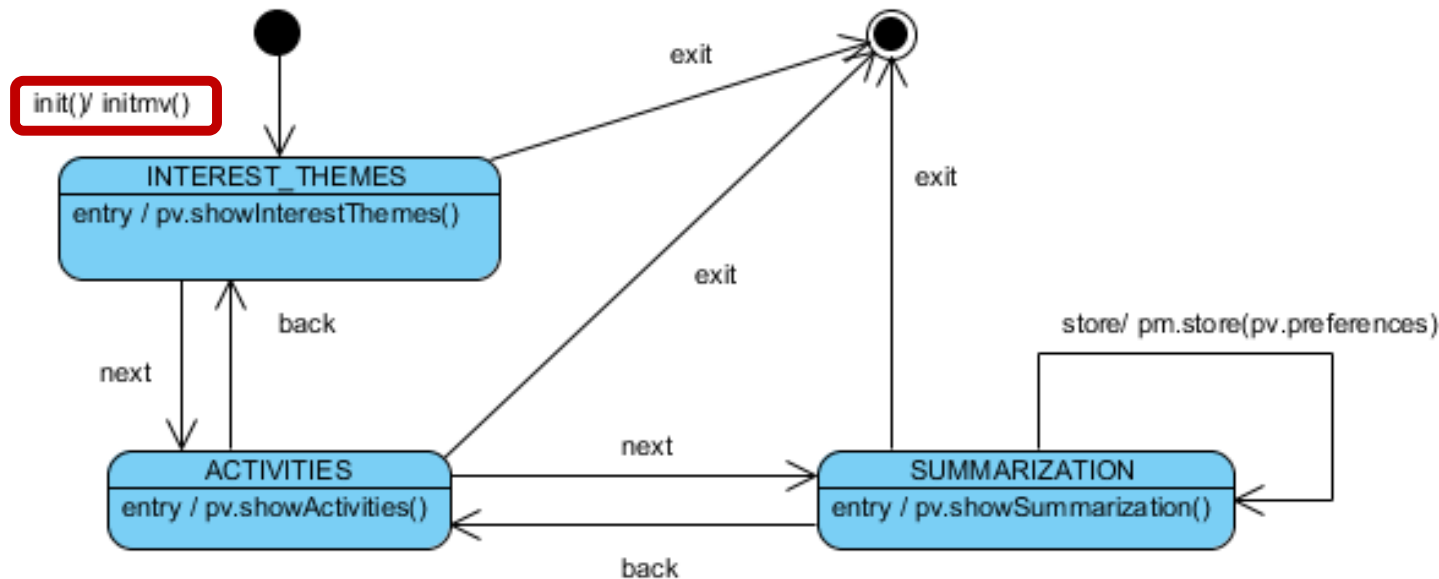 exit
init()/ initmv()
INTEREST_THEMES
entry / pv.showInterestThemes()
exit
exit
back
store/ pm.store(pv.preferences)
next
next
ACTIVITIES
entry / pv.showActivities()
SUMMARIZATION
entry / pv.showSummarization()
back